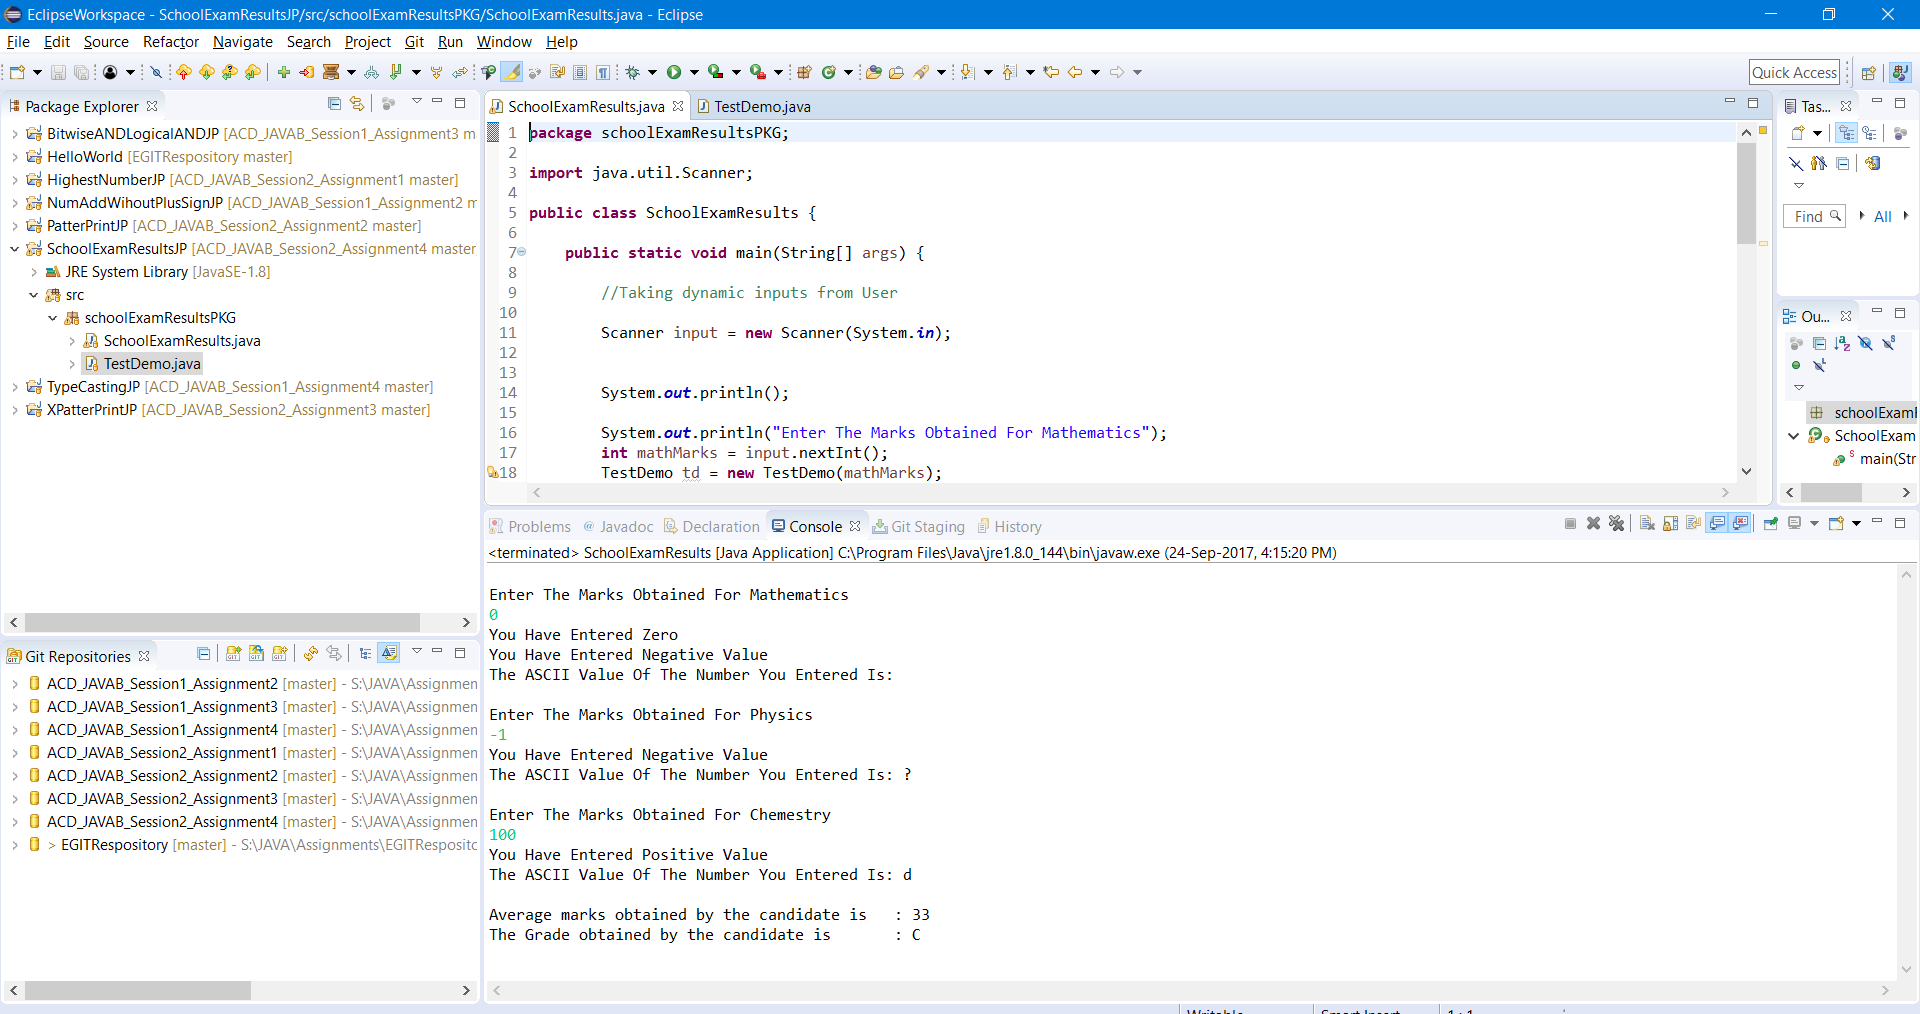 EclipseWorkspace - SchoolExamResultsJP/src/schoolExamResultsPKG/SchoolExamResults.java - Eclipse
File Edit Source Refactor Navigate Search Project Git Run Window Help
Quick Access
Package Explorer
BitwiseANDLogicalANDJP [ACD_JAVAB_Session1_Assignment3 m
HelloWorld [EGITRespository master]
HighestNumberJP [ACD_JAVAB_Session2_Assignment1 master]
NumAddWihoutPlusSignJP [ACD_JAVAB_Session1_Assignment2 m
PatterPrintJP [ACD_JAVAB_Session2_Assignment2 master]
SchoolExamResultsJP [ACD_JAVAB_Session2_Assignment4 master
JRE System Library [JavaSE-1.8]
src
schoolExamResultsPKG
SchoolExamResults.java
TestDemo.java
TypeCastingJP [ACD_JAVAB_Session1_Assignment4 master]
XPatterPrintJP [ACD_JAVAB_Session2_Assignment3 master]
Git Repositories
ACD_JAVAB_Session1_Assignment2 [master] - S:\JAVA\Assignmen
ACD_JAVAB_Session1_Assignment3 [master] - S:\JAVA\Assignmen
ACD_JAVAB_Session1_Assignment4 [master] - S:\JAVA\Assignmen
ACD_JAVAB_Session2_Assignment1 [master] - S:\JAVA\Assignmen
ACD_JAVAB_Session2_Assignment2 [master] - S:\JAVA\Assignmen
ACD_JAVAB_Session2_Assignment3 [master] - S:\JAVA\Assignmen
ACD_JAVAB_Session2_Assignment4 [master] - S:\JAVA\Assignmen
> EGITRespository [master] - S:\JAVA\Assignments\EGITRespositc
SchoolExamResults.java TestDemo.java
1 package schoolExamResultsPKG;
2
3 import java.util.Scanner;
4
5 public class SchoolExamResults {
6
7 public static void main(String[] args) {
8
9 //Taking dynamic inputs from User
10
11 Scanner input = new Scanner(System.in);
12
13
14 System.out.println();
15
16 System.out.println("Enter The Marks Obtained For Mathematics");
17 int mathMarks = input.nextInt();
18 TestDemo td = new TestDemo(mathMarks);
Tas...
Find All
Ou...
schoolExamI
SchoolExam
main(Str
Problems Javadoc Declaration Console Git Staging History
<terminated> SchoolExamResults [Java Application] C:\Program Files\Java\jre1.8.0_144\bin\javaw.exe (24-Sep-2017, 4:15:20 PM)
Enter The Marks Obtained For Mathematics
0
You Have Entered Zero
You Have Entered Negative Value
The ASCII Value Of The Number You Entered Is:
Enter The Marks Obtained For Physics
-1
You Have Entered Negative Value
The ASCII Value Of The Number You Entered Is: ?
Enter The Marks Obtained For Chemestry
100
You Have Entered Positive Value
The ASCII Value Of The Number You Entered Is: d
Average marks obtained by the candidate is : 33
The Grade obtained by the candidate is : C
Writable Smart Insert 1 : 1